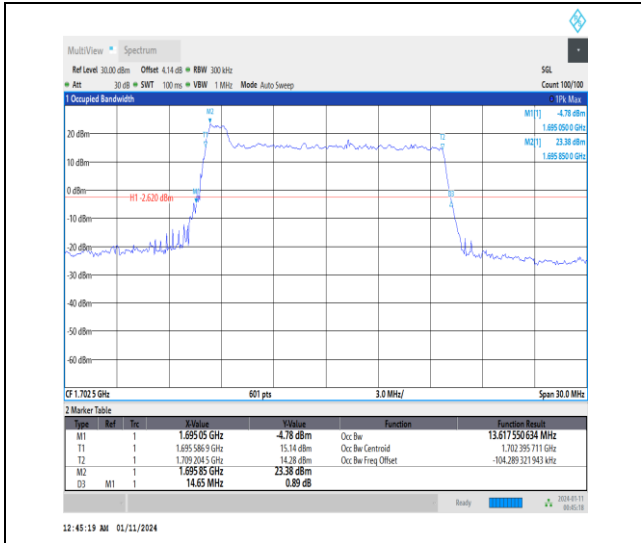 MultiView Spectrum
Ref Level 30.00 dBm Offset 4.14 dB RBW 300 kHz SGL
Att 30 dB SWT 100 ms VBW 1 MHz Mode Auto Sweep Count 100/100
1 Occupied Bandwidth 1Pk Max
M1[1] -4.78 dBm
1.695 050 0 GHz
M2[1] 23.38 dBm
1.695 850 0 GHz
M2
T1
T2
20 dBm
10 dBm
0 dBm
H1 -2.620 dBm
-10 dBm
-20 dBm
-30 dBm
-40 dBm
-50 dBm
-60 dBm
CF 1.702 5 GHz 601 pts 3.0 MHz/ Span 30.0 MHz
2 Marker Table
Type Ref Trc X-Value Y-Value Function Function Result
M1 1 1.695 05 GHz -4.78 dBm Occ Bw 13.617 550 634 MHz
T1 1 1.695 586 9 GHz 15.14 dBm Occ Bw Centroid 1.702 395 711 GHz
T2 1 1.709 204 5 GHz 14.28 dBm Occ Bw Freq Offset -104.289 321 943 kHz
M2 1 1.695 85 GHz 23.38 dBm
D3 M1 1 14.65 MHz 0.89 dB
Ready 2024-01-11
00:45:18
12:45:19 AM 01/11/2024